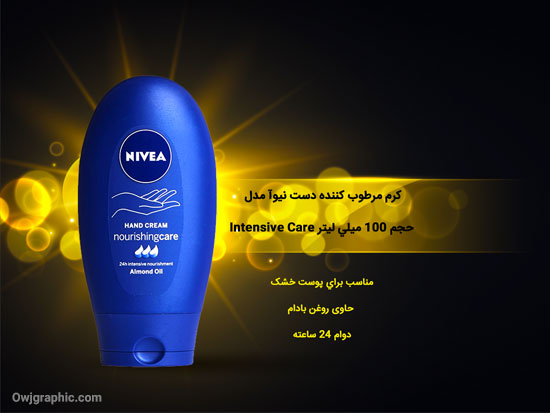 NIVEA
HAND CREAM
nourishingcare
24h intensive nourishment
Almond Oil
کرم مرطوب کننده دست نیوآ مدل
حجم 100 ميلي ليتر Intensive Care
مناسب براي پوست خشک
حاوی روغن بادام
دوام 24 ساعته
Owjgraphic.com